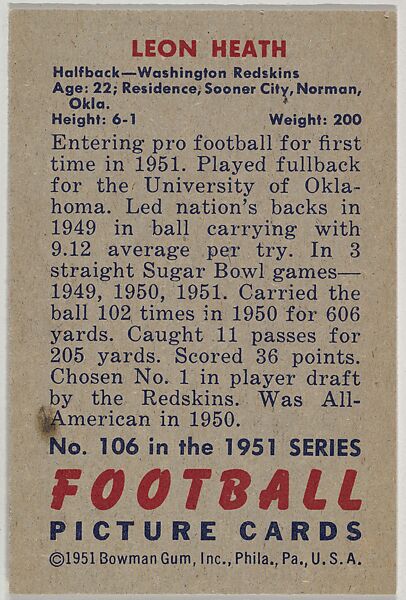 LEON HEATH
Halfback—Washington Redskins
Age: 22; Residence, Sooner City, Norman,
Okla.
Height: 6-1 Weight: 200
Entering pro football for first
time in 1951. Played fullback
for the University of Okla-
homa. Led nation's backs in
1949 in ball carrying with
9.12 average per try. In 3
straight Sugar Bowl games—
1949, 1950, 1951. Carried the
ball 102 times in 1950 for 606
yards. Caught 11 passes for
205 yards. Scored 36 points.
Chosen No. 1 in player draft
by the Redskins. Was All-
American in 1950.
No. 106 in the 1951 SERIES
FOOTBALL
PICTURE CARDS
©1951 Bowman Gum, Inc., Phila., Pa., U. S. A.